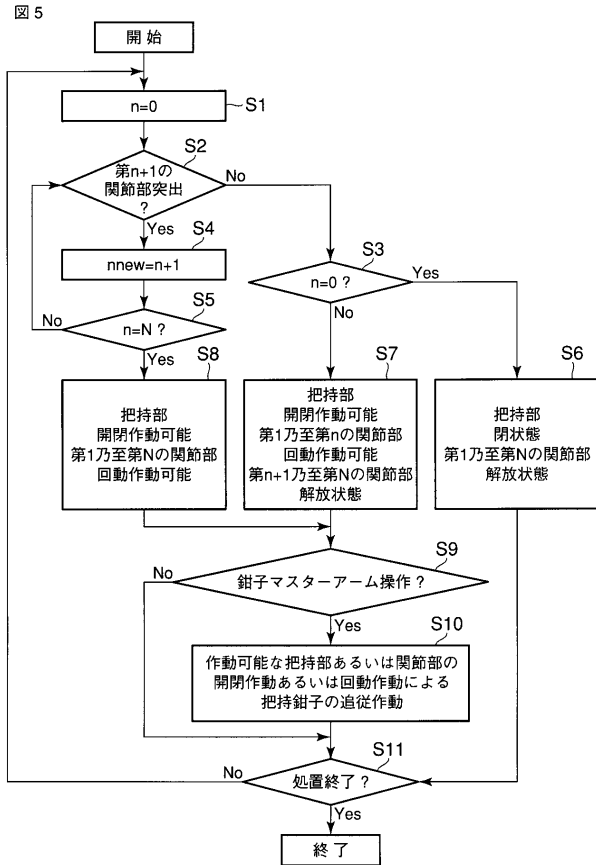 図5
開始
n=0
S1
S2
第n+1の
関節部突出
?
No
Yes
S4
nnew=n+1
S3
n=0 ?
Yes
No
S5
n=N ?
No
Yes
S8
把持部
開閉作動可能
第1乃至第Nの関節部
回動作動可能
S7
把持部
開閉作動可能
第1乃至第nの関節部
回動作動可能
第n+1乃至第Nの関節部
解放状態
S6
把持部
閉状態
第1乃至第Nの関節部
解放状態
S9
鉗子マスターアーム操作 ?
No
Yes
S10
作動可能な把持部あるいは関節部の
開閉作動あるいは回動作動による
把持鉗子の追従作動
S11
処置終了 ?
No
Yes
終了